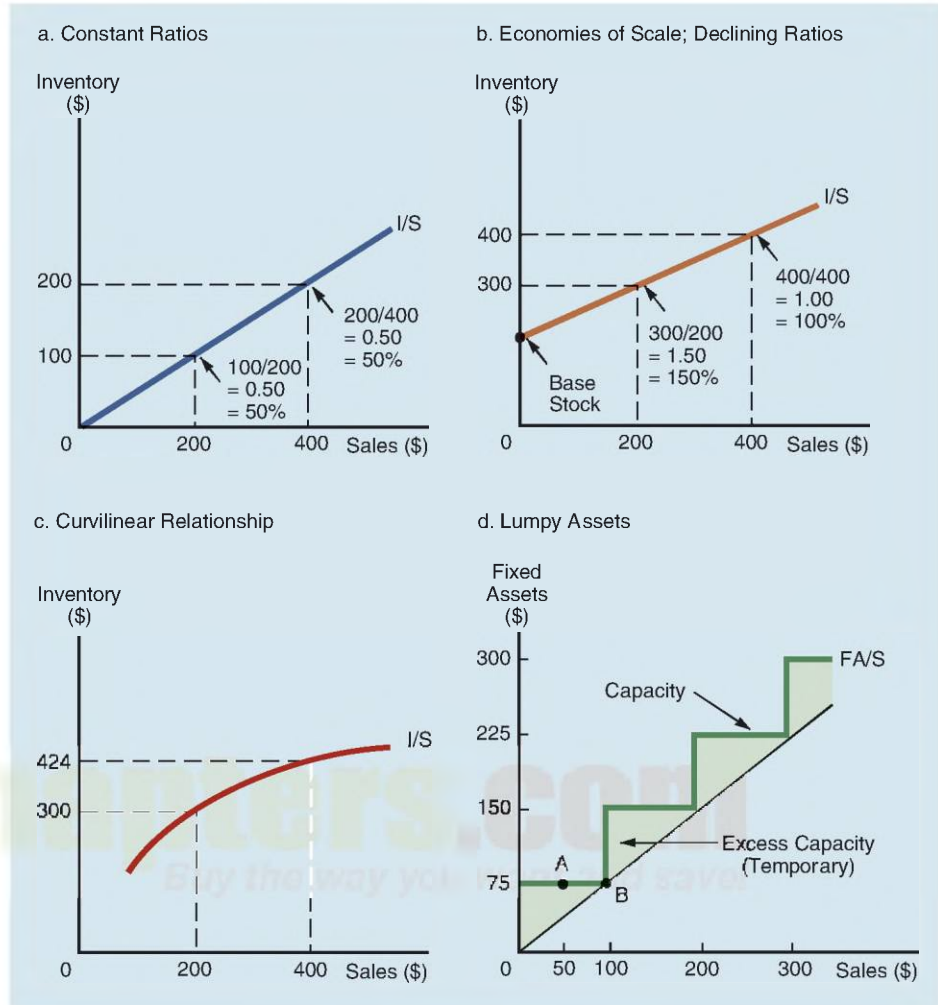 a. Constant Ratios
Inventory
($)
I/S
200
100
200/400
= 0.50
= 50%
100/200
= 0.50
= 50%
0
200
400
Sales ($)
b. Economies of Scale; Declining Ratios
Inventory
($)
I/S
400
300
400/400
= 1.00
= 100%
300/200
= 1.50
= 150%
Base
Stock
0
200
400
Sales ($)
c. Curvilinear Relationship
Inventory
($)
I/S
424
300
0
200
400
Sales ($)
d. Lumpy Assets
Fixed
Assets
($)
300
FA/S
Capacity
225
150
Excess Capacity
(Temporary)
A
75
B
0
50
100
200
300
Sales ($)